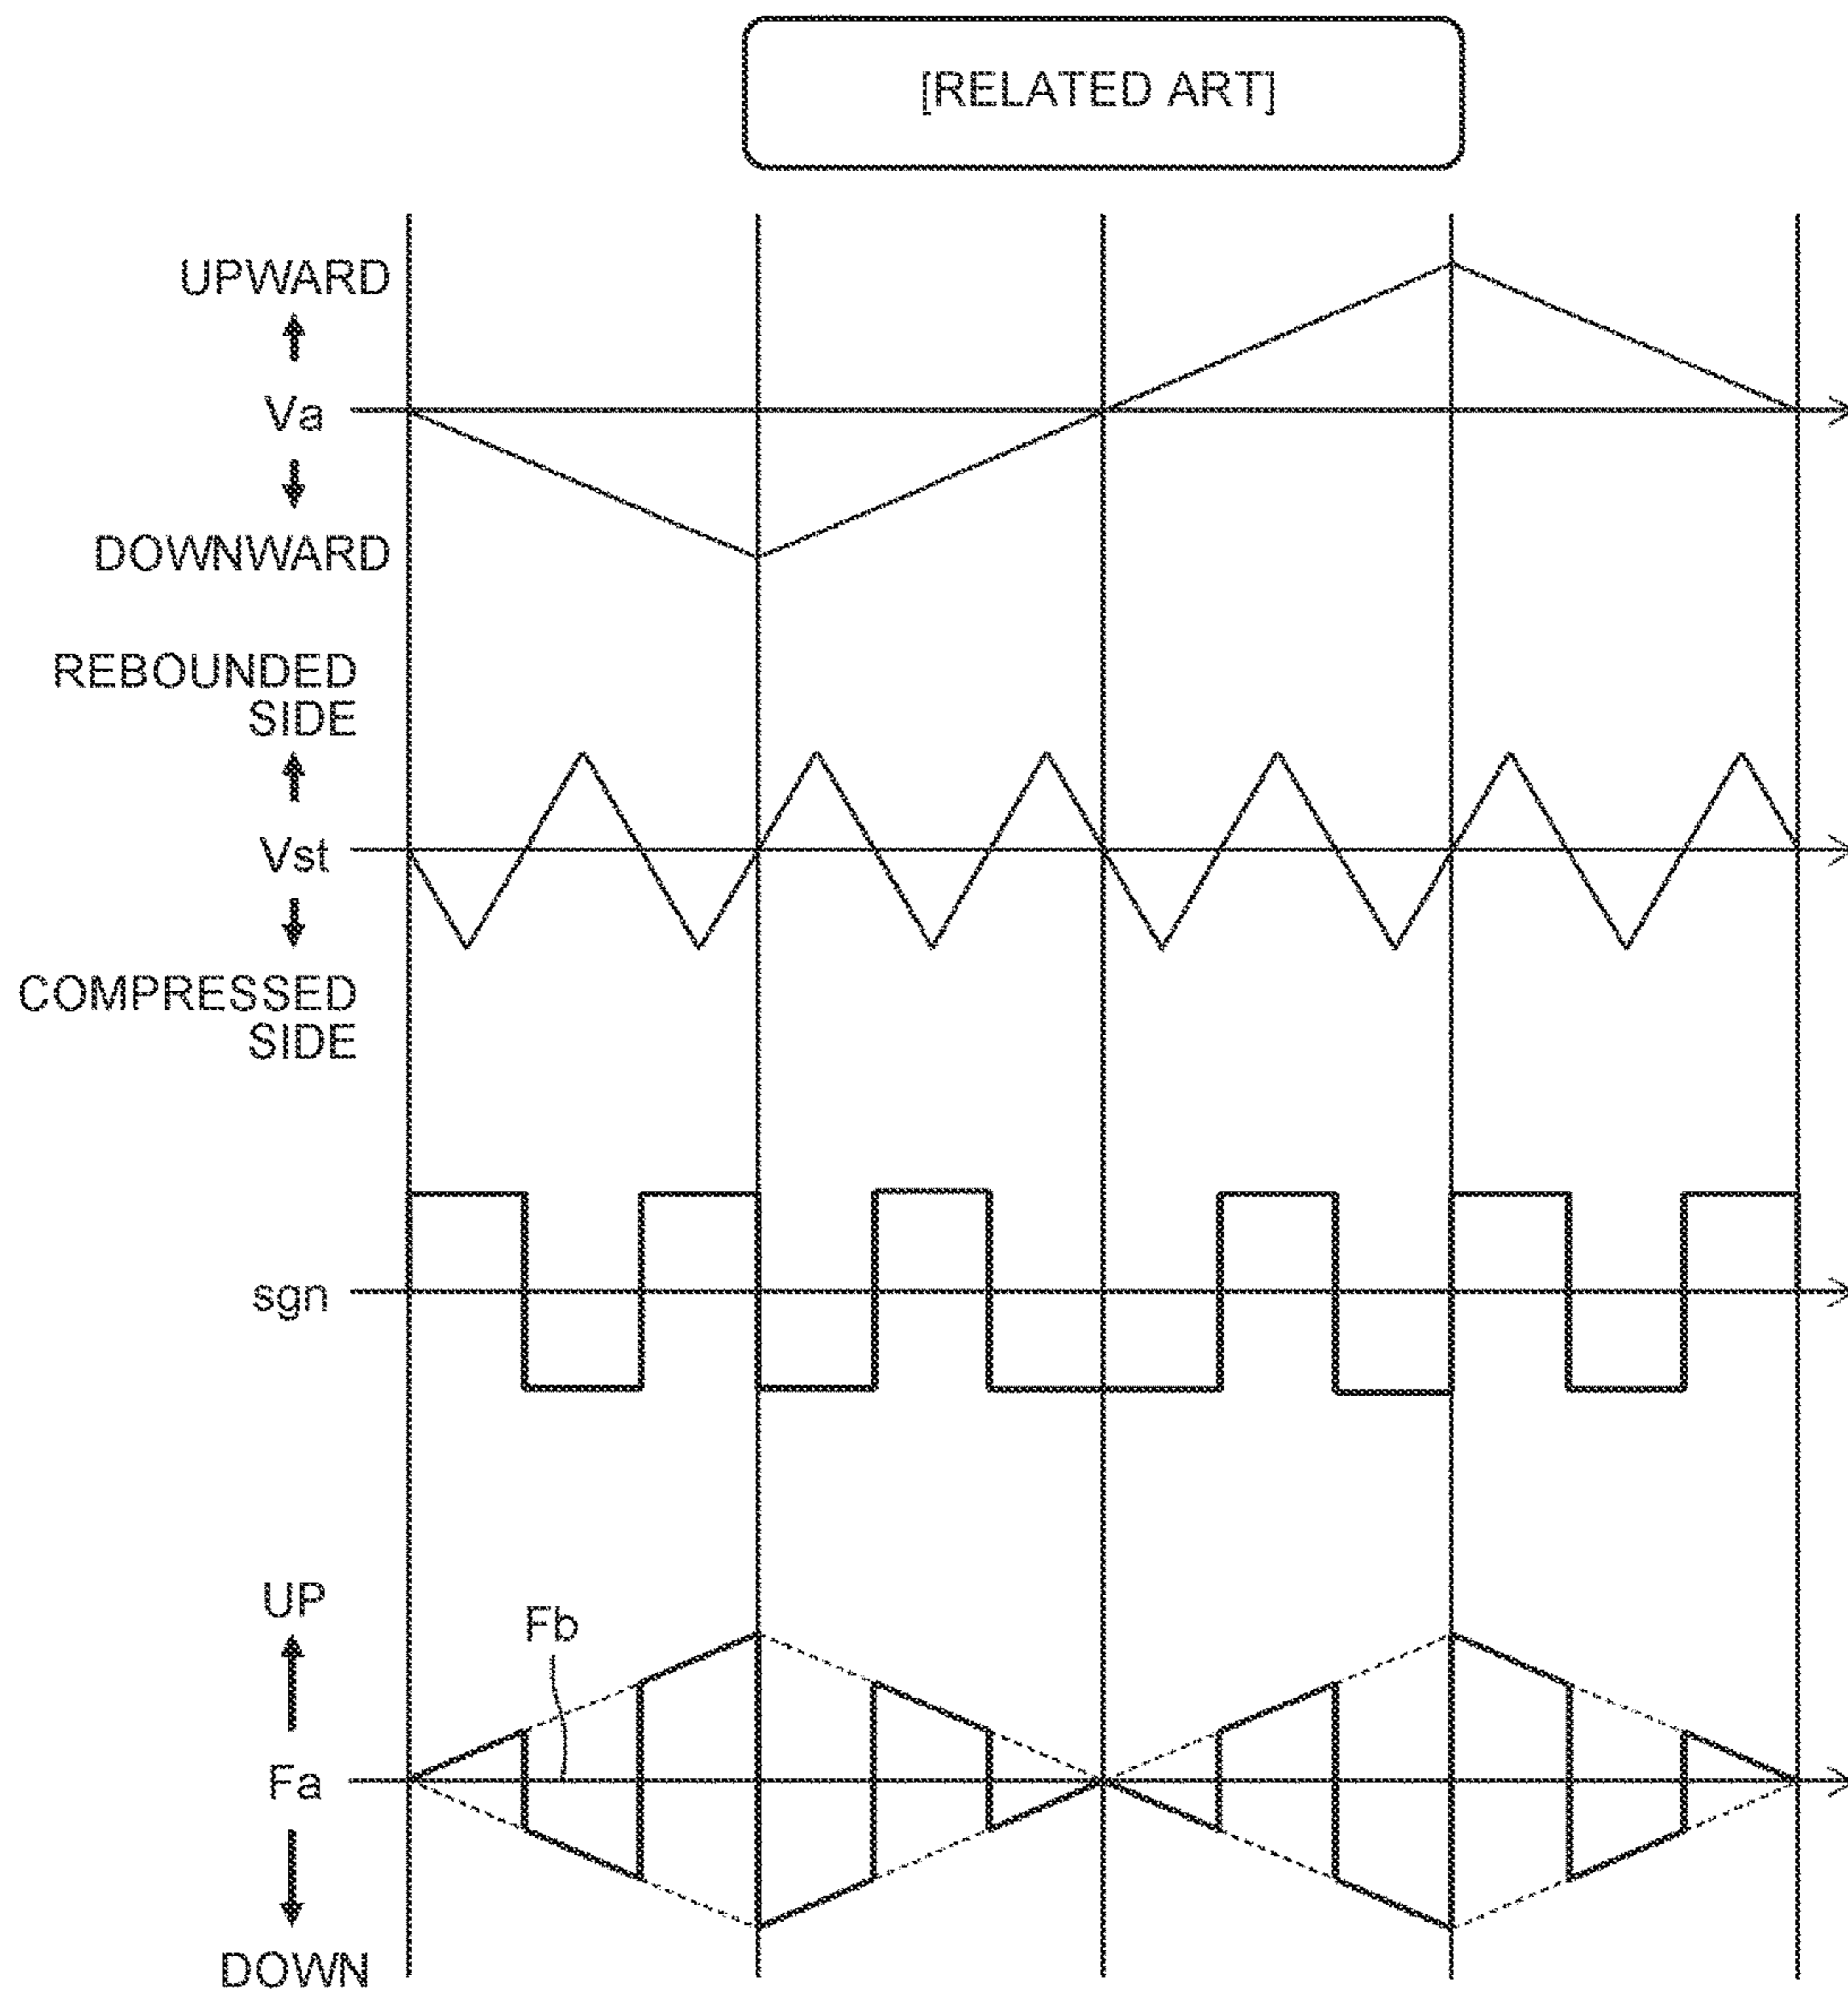 [RELATED ART]
UPWARD
Va
DOWNWARD
REBOUNDED
SIDE
Vst
COMPRESSED
SIDE
sgn
UP
Fb
Fa
DOWN